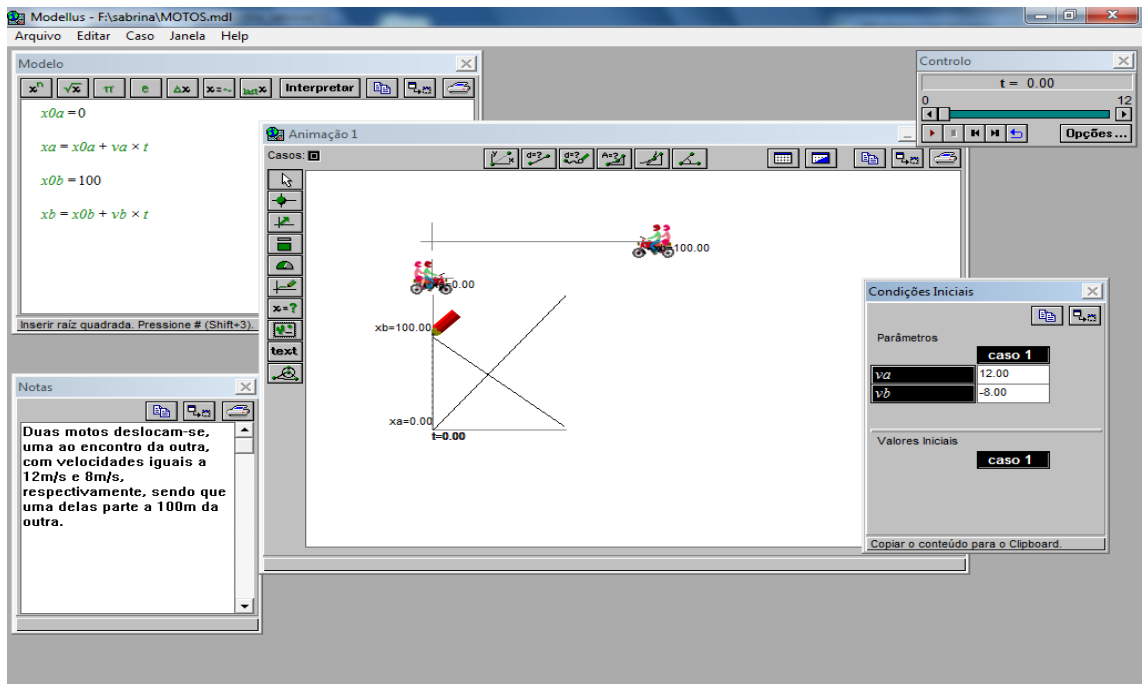 Modellus - F:\sabrina\MOTOS.mdl
Arquivo Editar Caso Janela Help
Modelo
xⁿ √x π e Δx x=~ last x Interpretar
x0a = 0
xa = x0a + va × t
x0b = 100
xb = x0b + vb × t
Inserir raíz quadrada. Pressione # (Shift+3).
Notas
Duas motos deslocam-se,
uma ao encontro da outra,
com velocidades iguais a
12m/s e 8m/s,
respectivamente, sendo que
uma delas parte a 100m da
outra.
Animação 1
Casos:
x=?
text
100.00
0.00
xb=100.00
xa=0.00
t=0.00
Controlo
t = 0.00
0 12
Opções...
Condições Iniciais
Parâmetros
caso 1
va 12.00
vb -8.00
Valores Iniciais
caso 1
Copiar o conteúdo para o Clipboard.